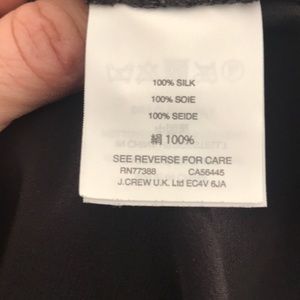 100% SILK
100% SOIE
100% SEIDE
絹 100%
SEE REVERSE FOR CARE
RN77388 CA56445
J.CREW U.K. Ltd EC4V 6JA